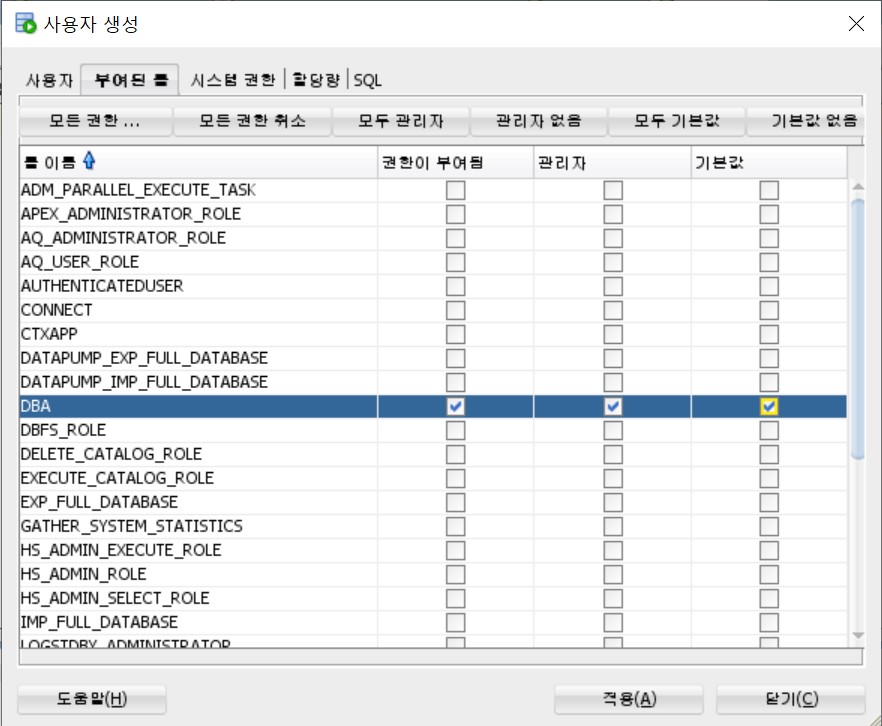 사용자 생성
사용자 부여된 롤 시스템 권한 할당량 SQL
모든 권한 ... 모든 권한 취소 모두 관리자 관리자 없음 모두 기본값 기본값 없음
롤 이름 권한이 부여됨 관리자 기본값
ADM_PARALLEL_EXECUTE_TASK
APEX_ADMINISTRATOR_ROLE
AQ_ADMINISTRATOR_ROLE
AQ_USER_ROLE
AUTHENTICATEDUSER
CONNECT
CTXAPP
DATAPUMP_EXP_FULL_DATABASE
DATAPUMP_IMP_FULL_DATABASE
DBA
DBFS_ROLE
DELETE_CATALOG_ROLE
EXECUTE_CATALOG_ROLE
EXP_FULL_DATABASE
GATHER_SYSTEM_STATISTICS
HS_ADMIN_EXECUTE_ROLE
HS_ADMIN_ROLE
HS_ADMIN_SELECT_ROLE
IMP_FULL_DATABASE
LOGSTDBY_ADMINISTRATOR
도움말(H) 적용(A) 닫기(C)